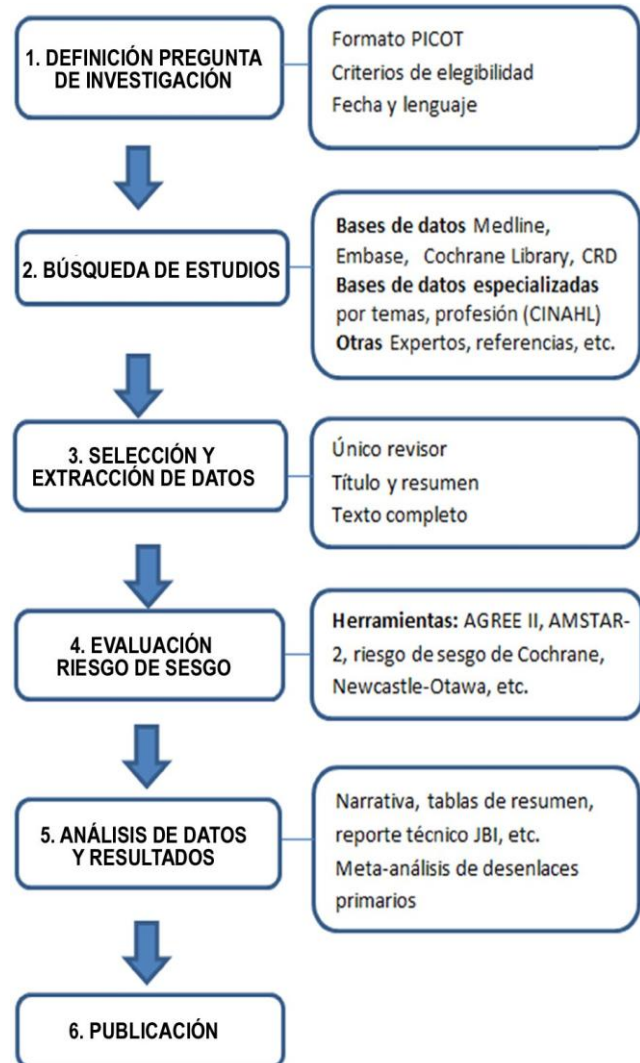 1. DEFINICIÓN PREGUNTA
DE INVESTIGACIÓN
Formato PICOT
Criterios de elegibilidad
Fecha y lenguaje
2. BÚSQUEDA DE ESTUDIOS
Bases de datos Medline,
Embase, Cochrane Library, CRD
Bases de datos especializadas
por temas, profesión (CINAHL)
Otras Expertos, referencias, etc.
3. SELECCIÓN Y
EXTRACCIÓN DE DATOS
Único revisor
Título y resumen
Texto completo
4. EVALUACIÓN
RIESGO DE SESGO
Herramientas: AGREE II, AMSTAR-
2, riesgo de sesgo de Cochrane,
Newcastle-Otawa, etc.
5. ANÁLISIS DE DATOS
Y RESULTADOS
Narrativa, tablas de resumen,
reporte técnico JBI, etc.
Meta-análisis de desenlaces
primarios
6. PUBLICACIÓN